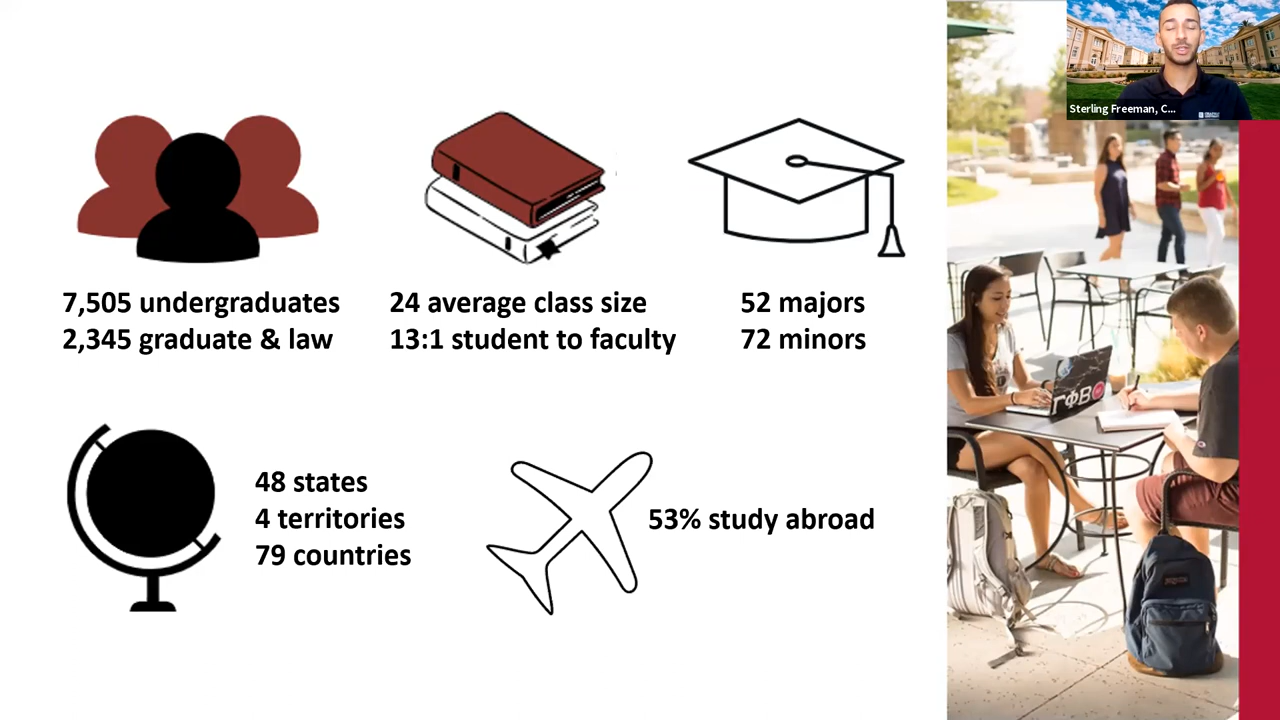 Sterling Freeman, C...
7,505 undergraduates
2,345 graduate & law
24 average class size
13:1 student to faculty
52 majors
72 minors
48 states
4 territories
79 countries
53% study abroad
ΓΦΒ
JANSPORT